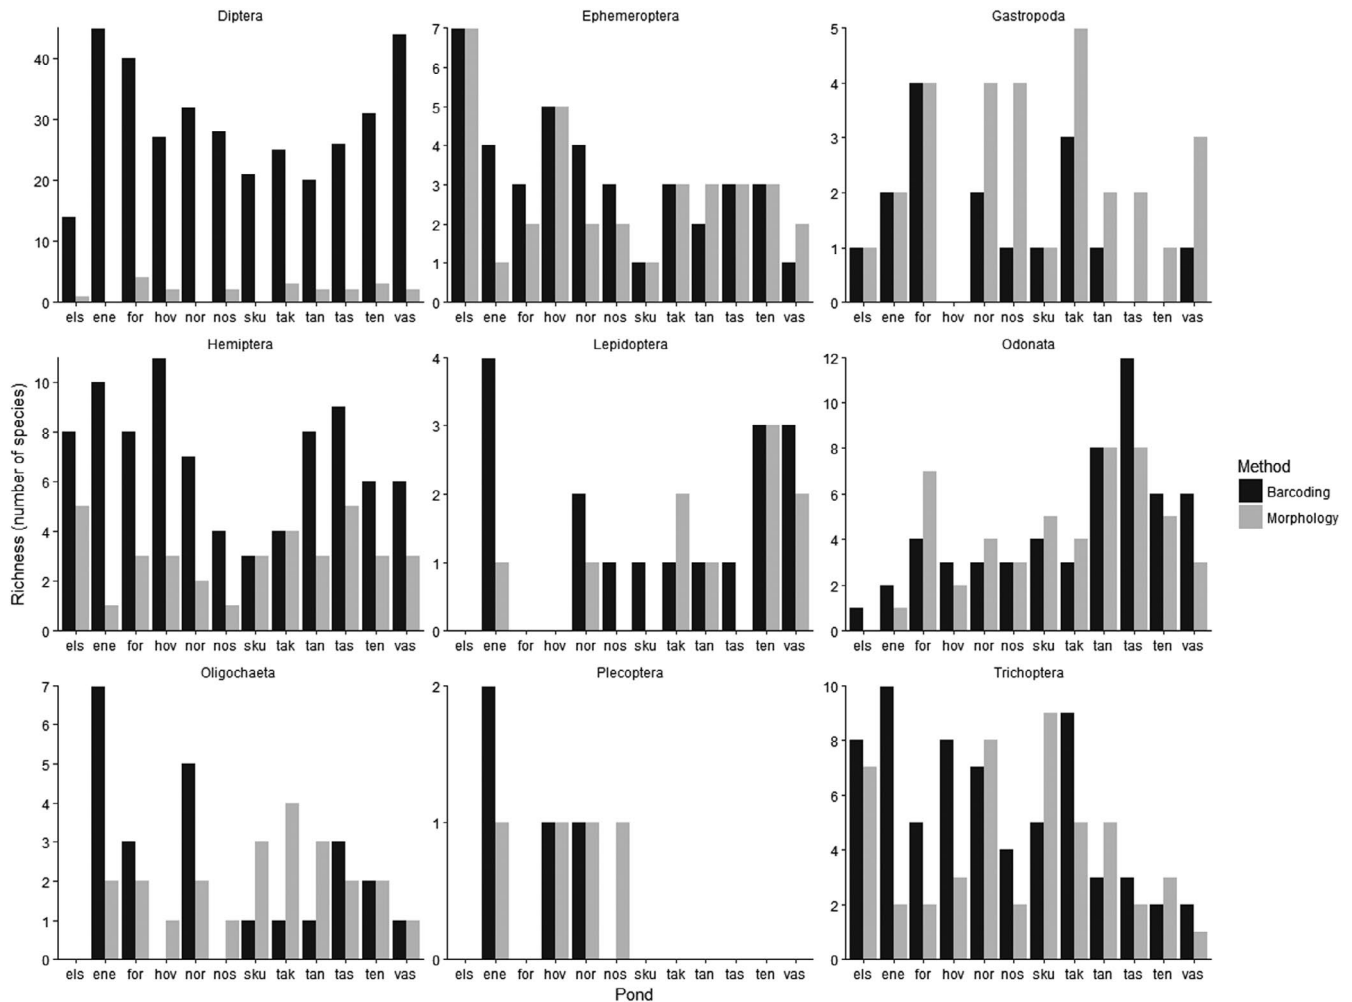 Diptera
Ephemeroptera
Gastropoda
40
30
20
10
0
7
6
5
4
3
2
1
0
5
4
3
2
1
0
els ene for hov nor nos sku tak tan tas ten vas
els ene for hov nor nos sku tak tan tas ten vas
els ene for hov nor nos sku tak tan tas ten vas
Richness (number of species)
Hemiptera
Lepidoptera
Odonata
10
8
6
4
2
0
4
3
2
1
0
12
10
8
6
4
2
0
els ene for hov nor nos sku tak tan tas ten vas
els ene for hov nor nos sku tak tan tas ten vas
els ene for hov nor nos sku tak tan tas ten vas
Method
Barcoding
Morphology
Oligochaeta
Plecoptera
Trichoptera
7
6
5
4
3
2
1
0
2
1
0
10
8
6
4
2
0
els ene for hov nor nos sku tak tan tas ten vas
els ene for hov nor nos sku tak tan tas ten vas
els ene for hov nor nos sku tak tan tas ten vas
Pond